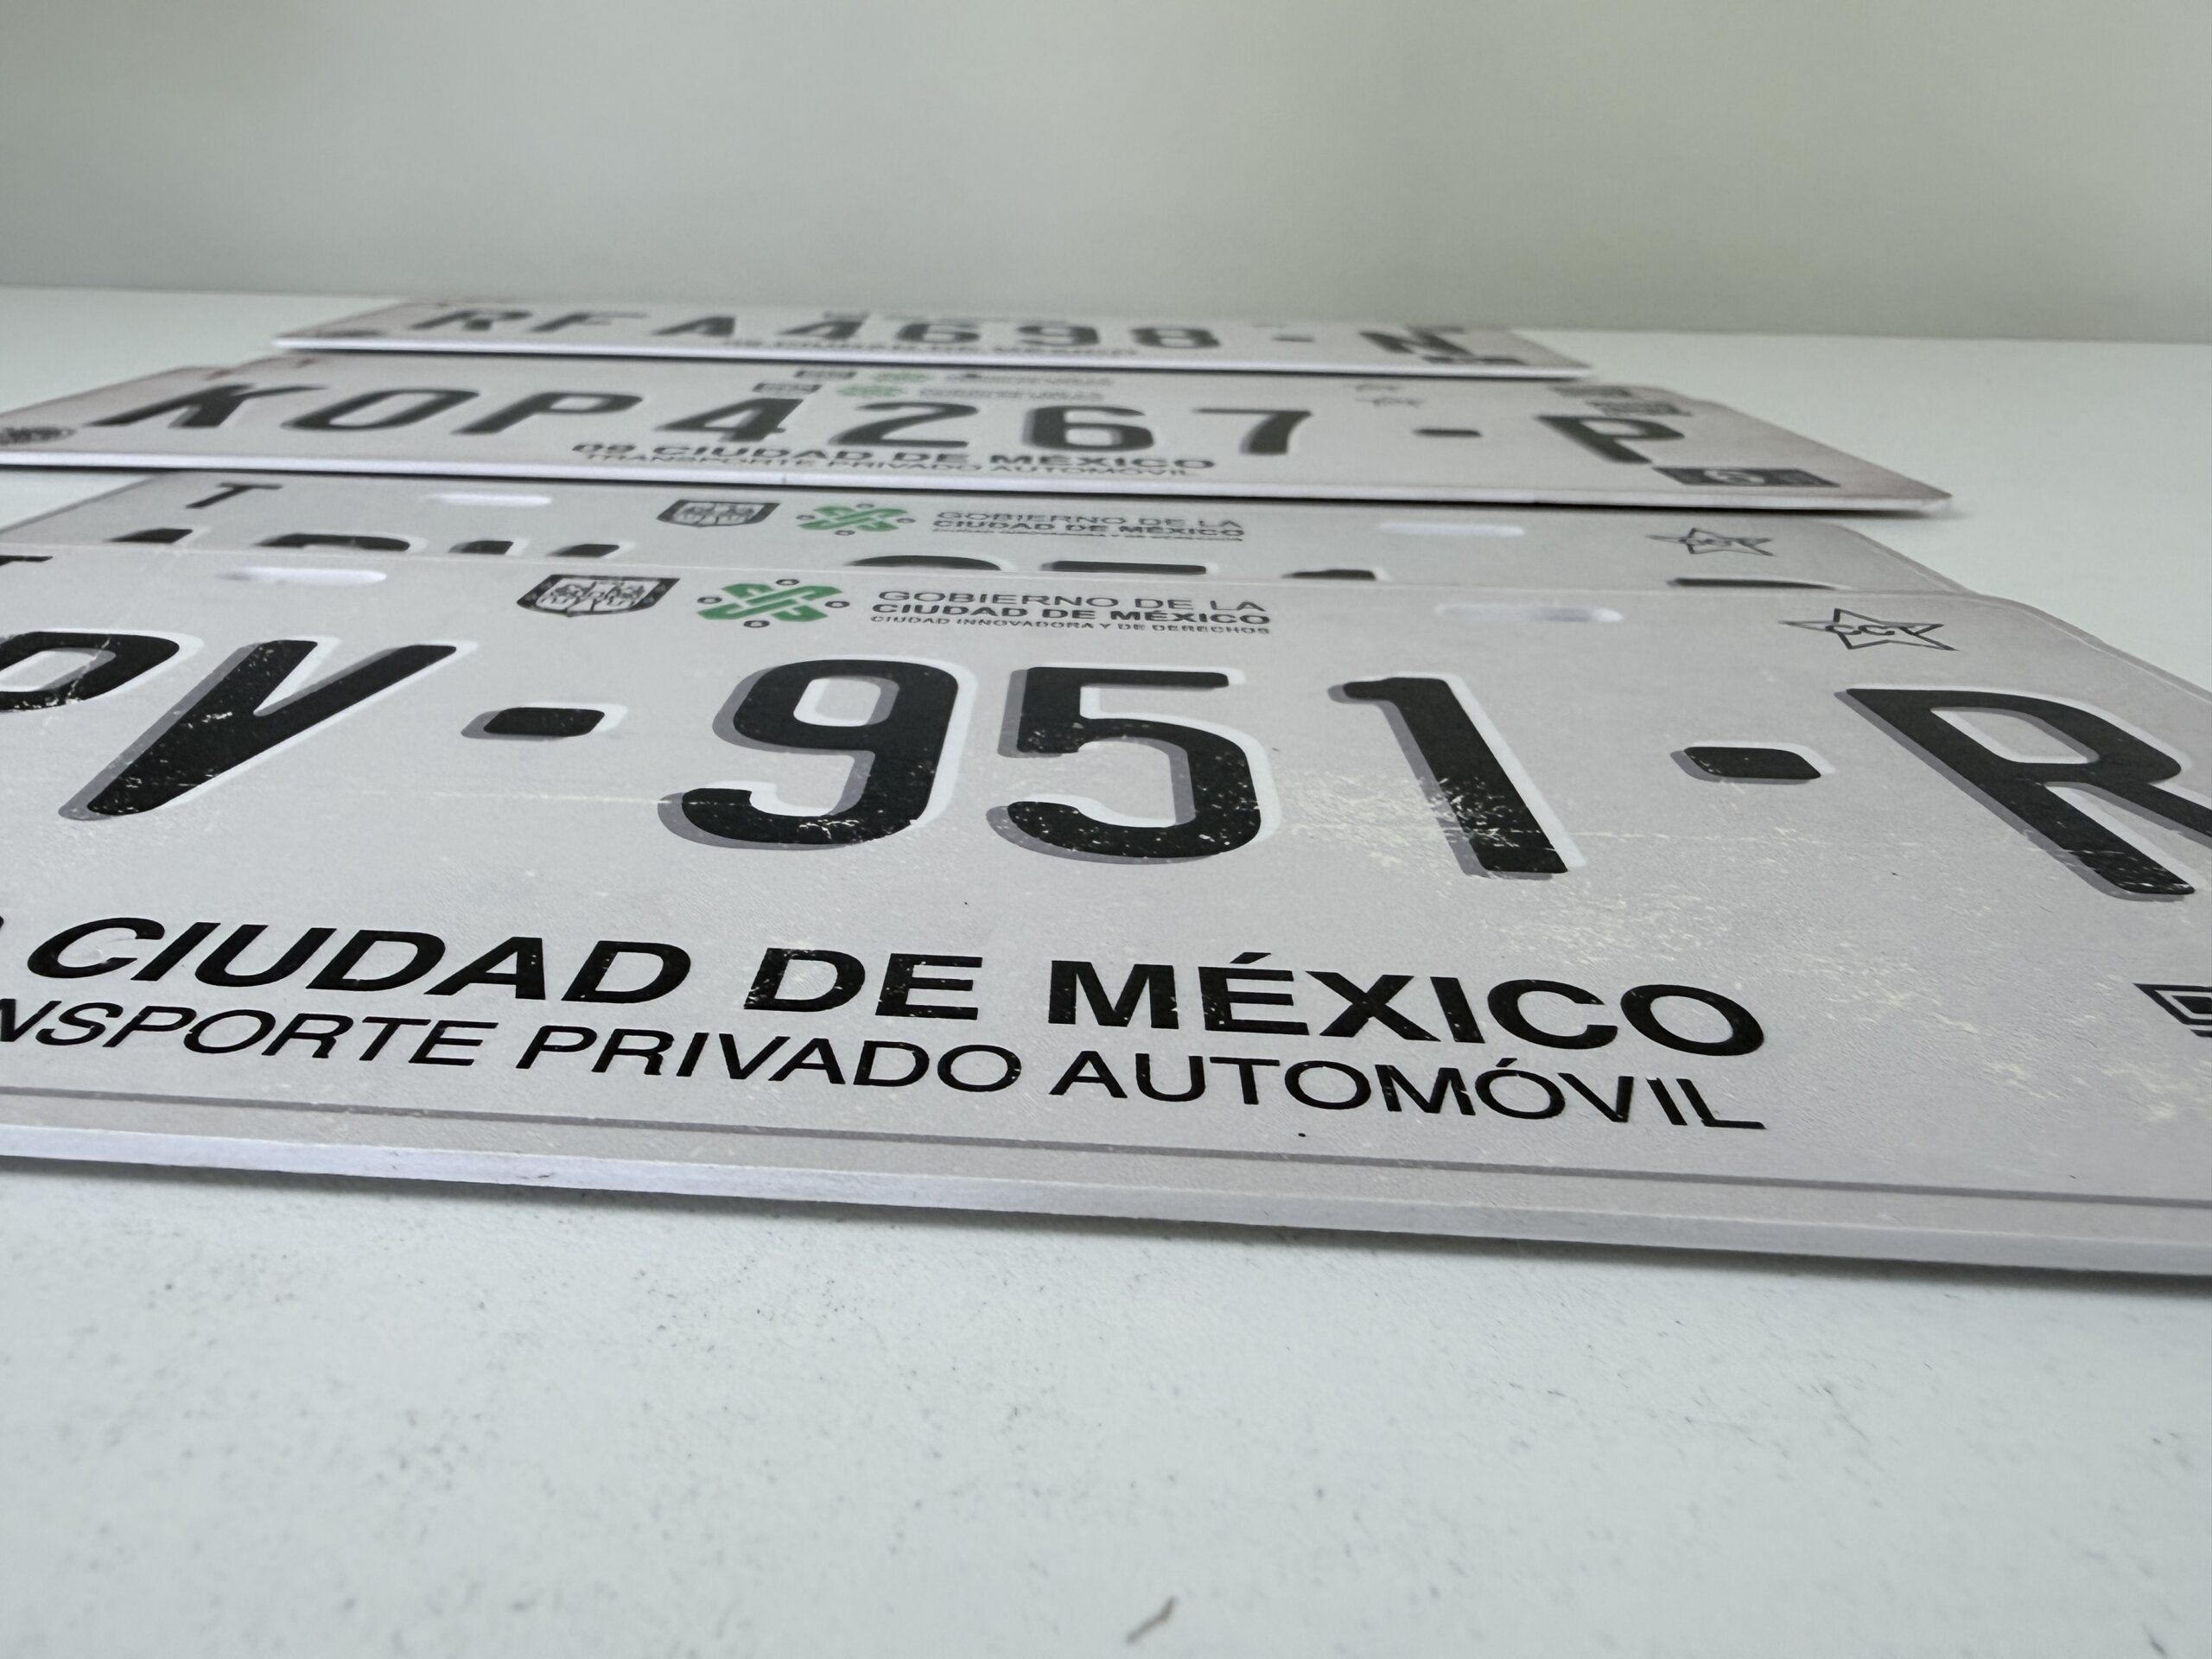 RFA4698-N
KOP4267-P
09 CIUDAD DE MÉXICO
TRANSPORTE PRIVADO AUTOMÓVIL
T
GOBIERNO DE LA
CIUDAD DE MÉXICO
GOBIERNO DE LA
CIUDAD DE MÉXICO
CIUDAD INNOVADORA Y DE DERECHOS
CCT
PV-951-R
CIUDAD DE MÉXICO
NSPORTE PRIVADO AUTOMÓVIL